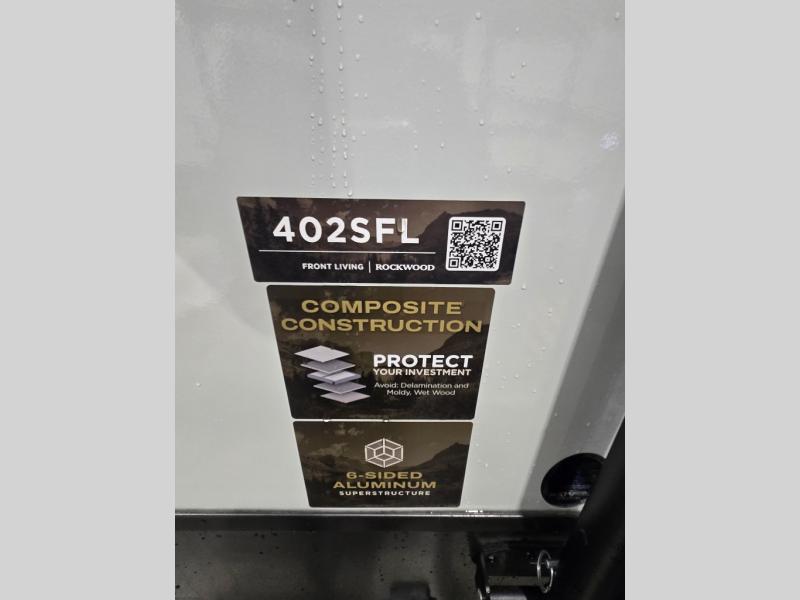 402SFL
FRONT LIVING | ROCKWOOD
COMPOSITE
CONSTRUCTION
PROTECT
YOUR INVESTMENT
Avoid: Delamination and
Moldy, Wet Wood
6-SIDED
ALUMINUM
SUPERSTRUCTURE